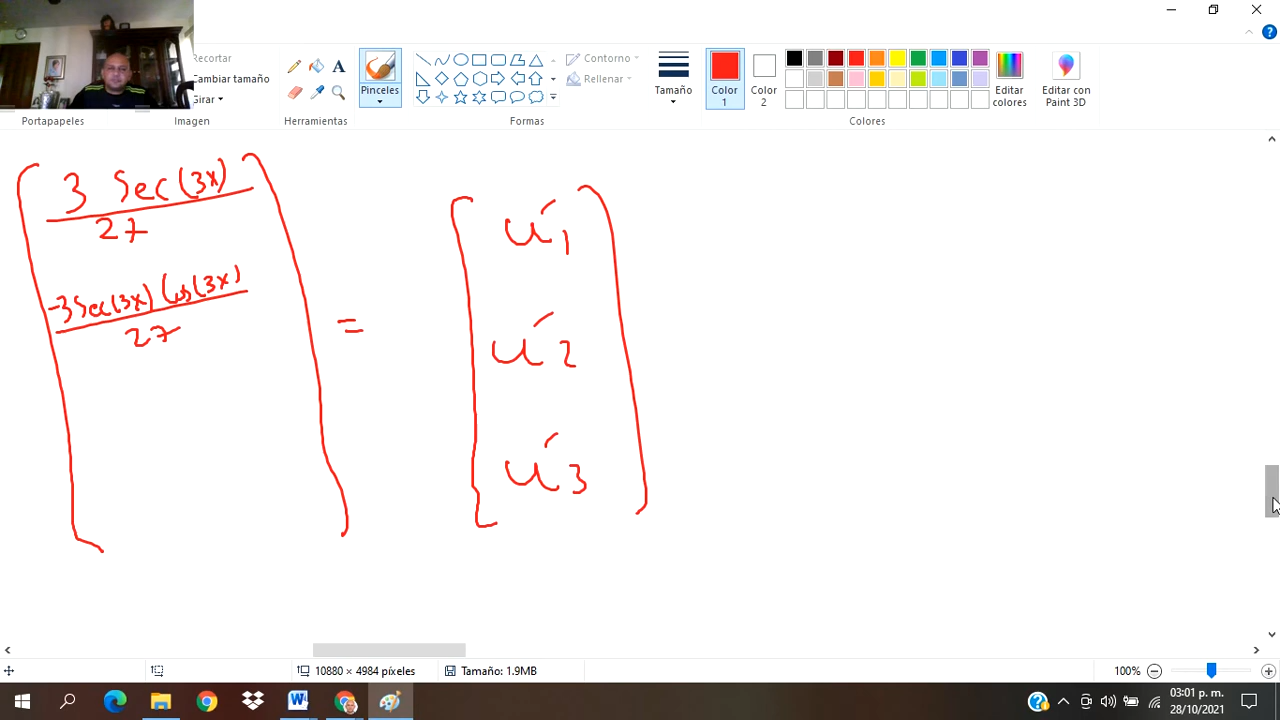 Recortar
Cambiar tamaño
Girar
Portapapeles
Imagen
Herramientas
Pinceles
Formas
Contorno
Rellenar
Tamaño
Color 1
Color 2
Editar colores
Editar con Paint 3D
Colores
3 Sec(3x)
27
-3Sec(3x) Cos(3x)
27
=
u'1
u'2
u'3
10880 × 4984 píxeles
Tamaño: 1.9MB
100%
03:01 p. m.
28/10/2021